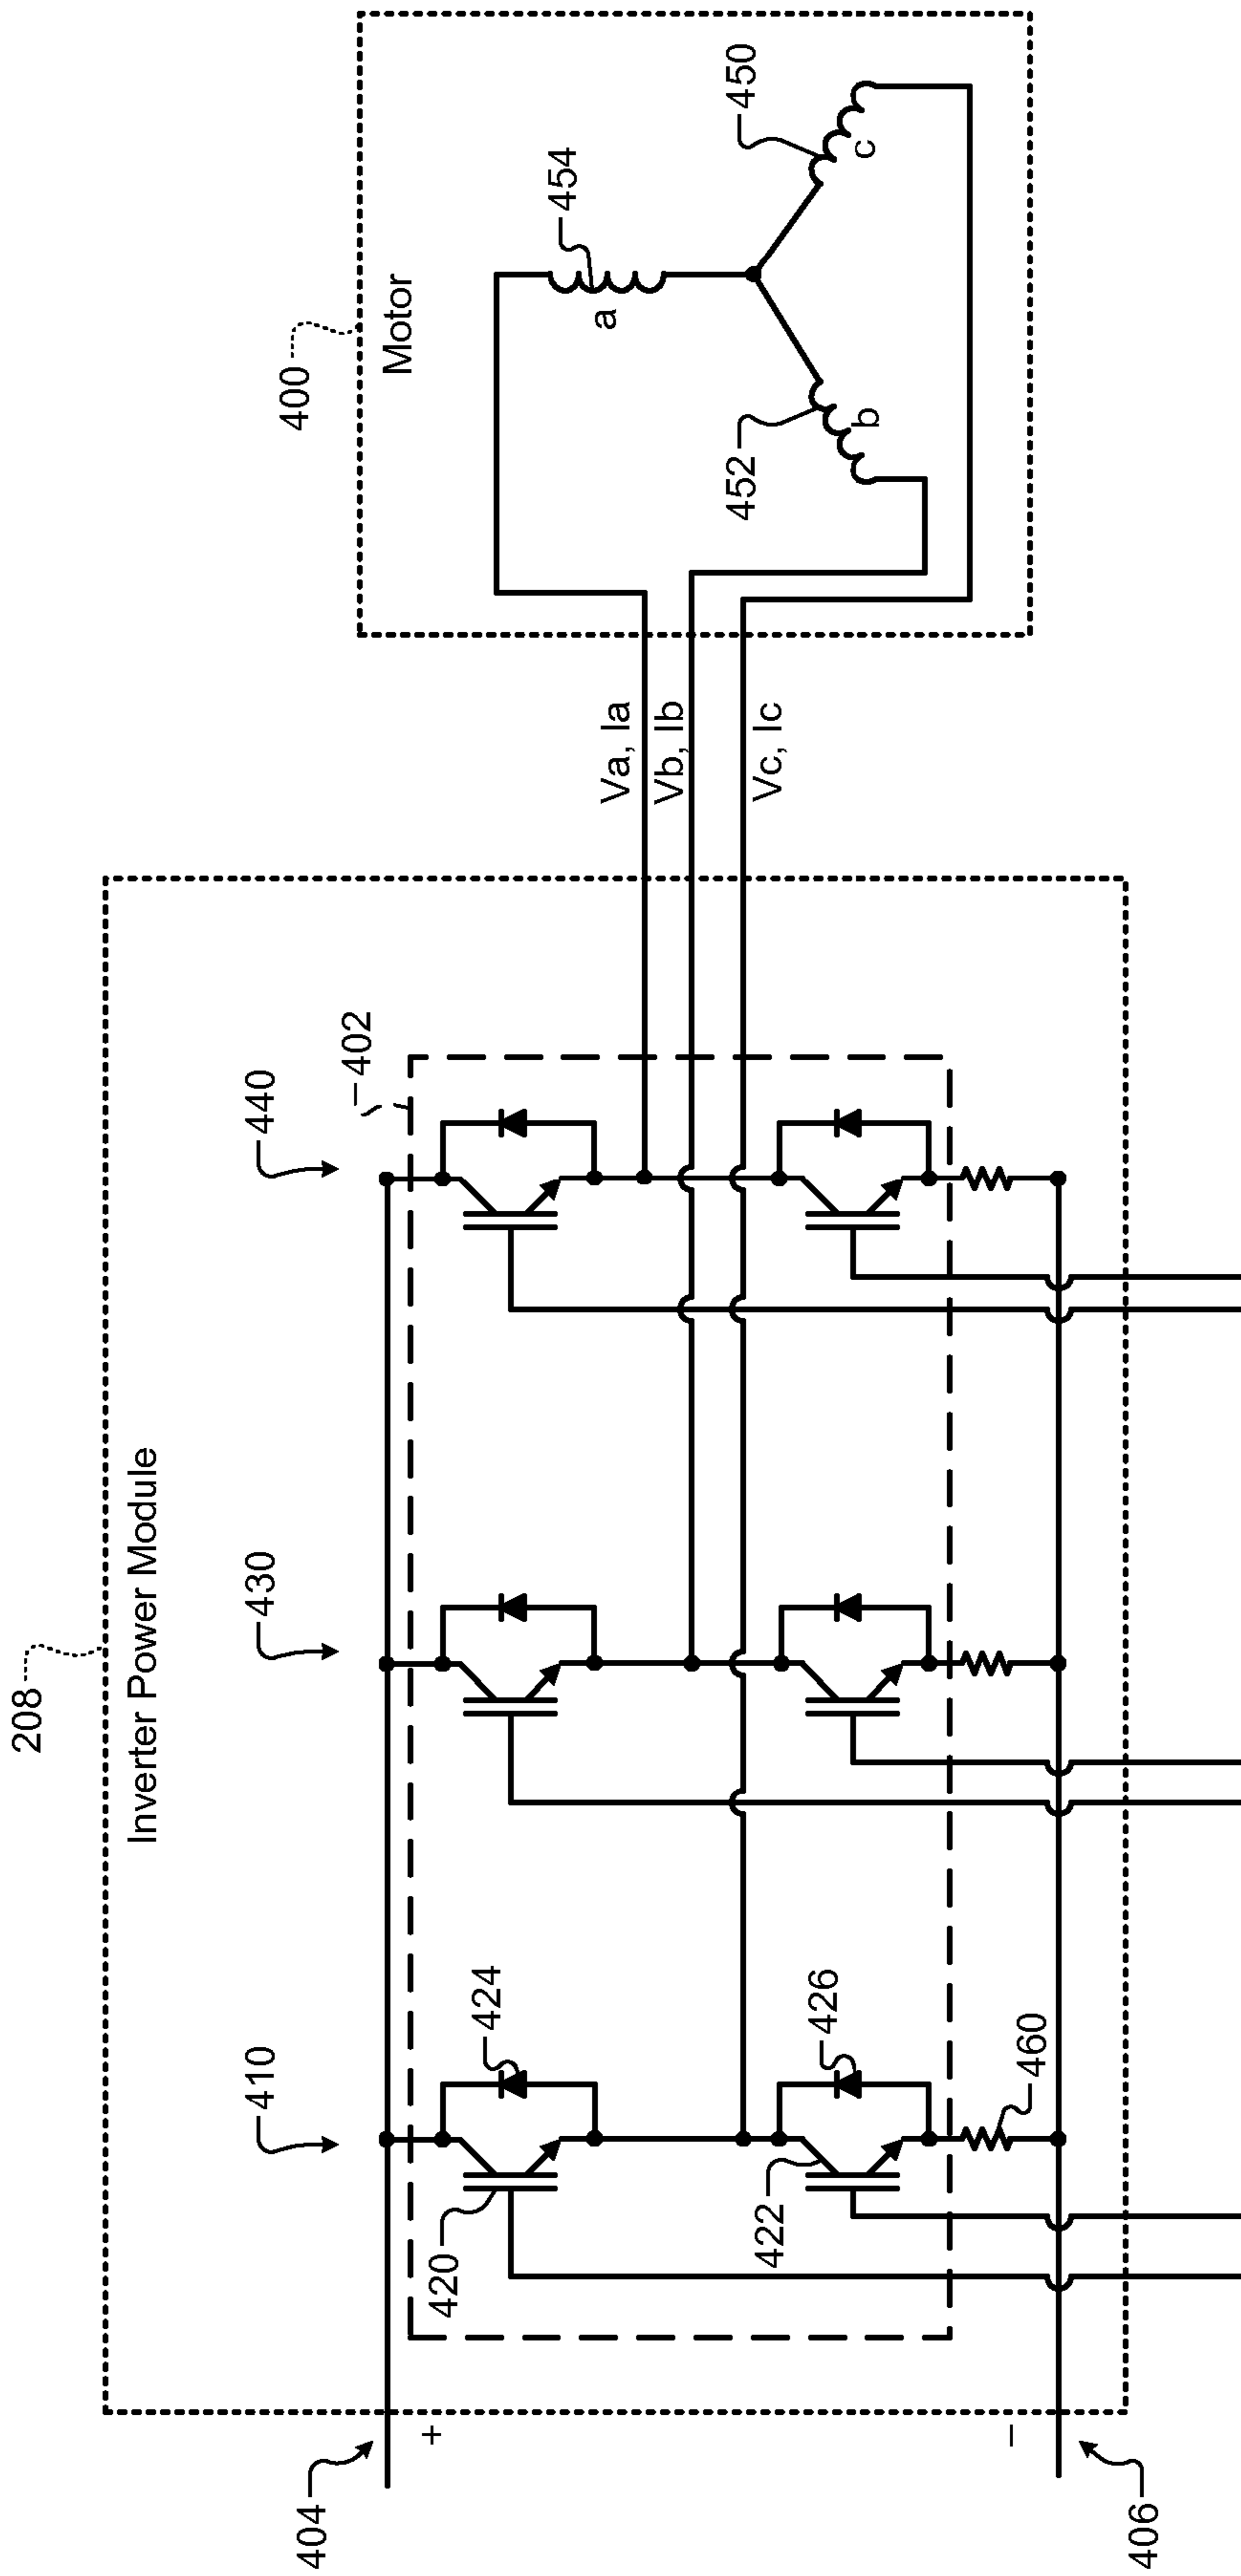 208
Inverter Power Module
404
+
410
430
440
402
420
424
422
426
460
−
406
Va, Ia
Vb, Ib
Vc, Ic
400
Motor
454
a
452
b
450
c